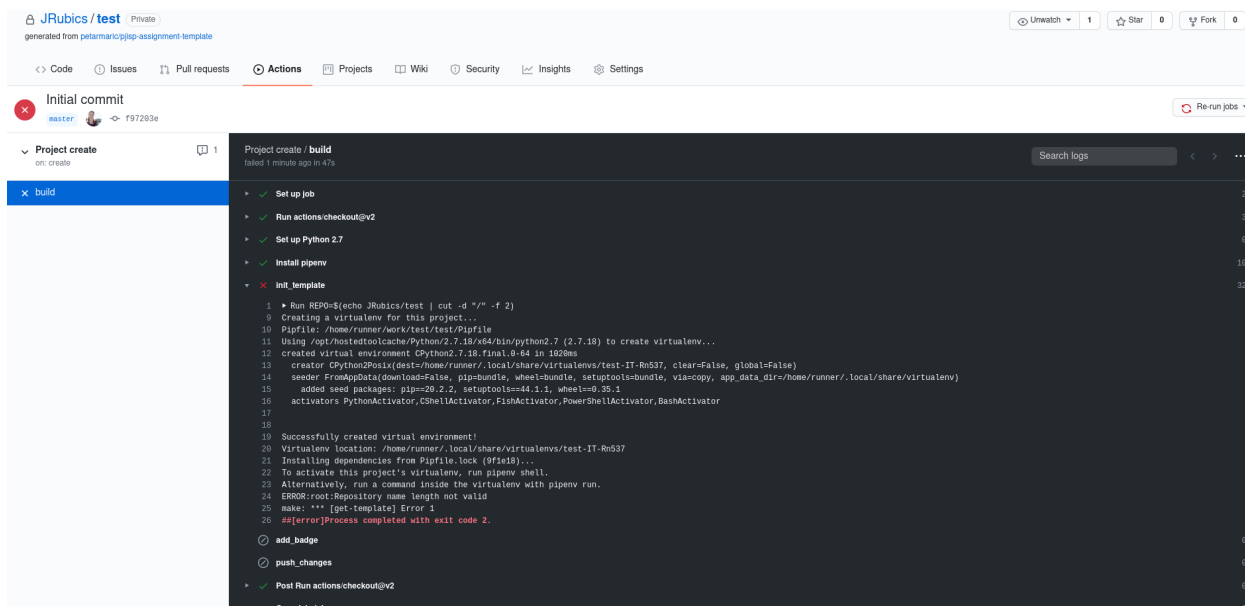 JRubics / test Private
generated from petarmaric/pjisp-assignment-template
Unwatch 1 Star 0 Fork 0
Code Issues Pull requests Actions Projects Wiki Security Insights Settings
Initial commit
master f97203e
Re-run jobs
Project create 1
on: create
build
Project create / build
failed 1 minute ago in 47s
Search logs
Set up job
Run actions/checkout@v2
Set up Python 2.7
Install pipenv
init_template
1 Run REPO=$(echo JRubics/test | cut -d "/" -f 2)
9 Creating a virtualenv for this project...
10 Pipfile: /home/runner/work/test/test/Pipfile
11 Using /opt/hostedtoolcache/Python/2.7.18/x64/bin/python2.7 (2.7.18) to create virtualenv...
12 created virtual environment CPython2.7.18.final.0-64 in 1020ms
13 creator CPython2Posix(dest=/home/runner/.local/share/virtualenvs/test-IT-Rn537, clear=False, global=False)
14 seeder FromAppData(download=False, pip=bundle, wheel=bundle, setuptools=bundle, via=copy, app_data_dir=/home/runner/.local/share/virtualenv)
15 added seed packages: pip==20.2.2, setuptools==44.1.1, wheel==0.35.1
16 activators PythonActivator,CShellActivator,FishActivator,PowerShellActivator,BashActivator
17
18
19 Successfully created virtual environment!
20 Virtualenv location: /home/runner/.local/share/virtualenvs/test-IT-Rn537
21 Installing dependencies from Pipfile.lock (9f1e18)...
22 To activate this project's virtualenv, run pipenv shell.
23 Alternatively, run a command inside the virtualenv with pipenv run.
24 ERROR:root:Repository name length not valid
25 make: *** [get-template] Error 1
26 ##[error]Process completed with exit code 2.
add_badge
push_changes
Post Run actions/checkout@v2